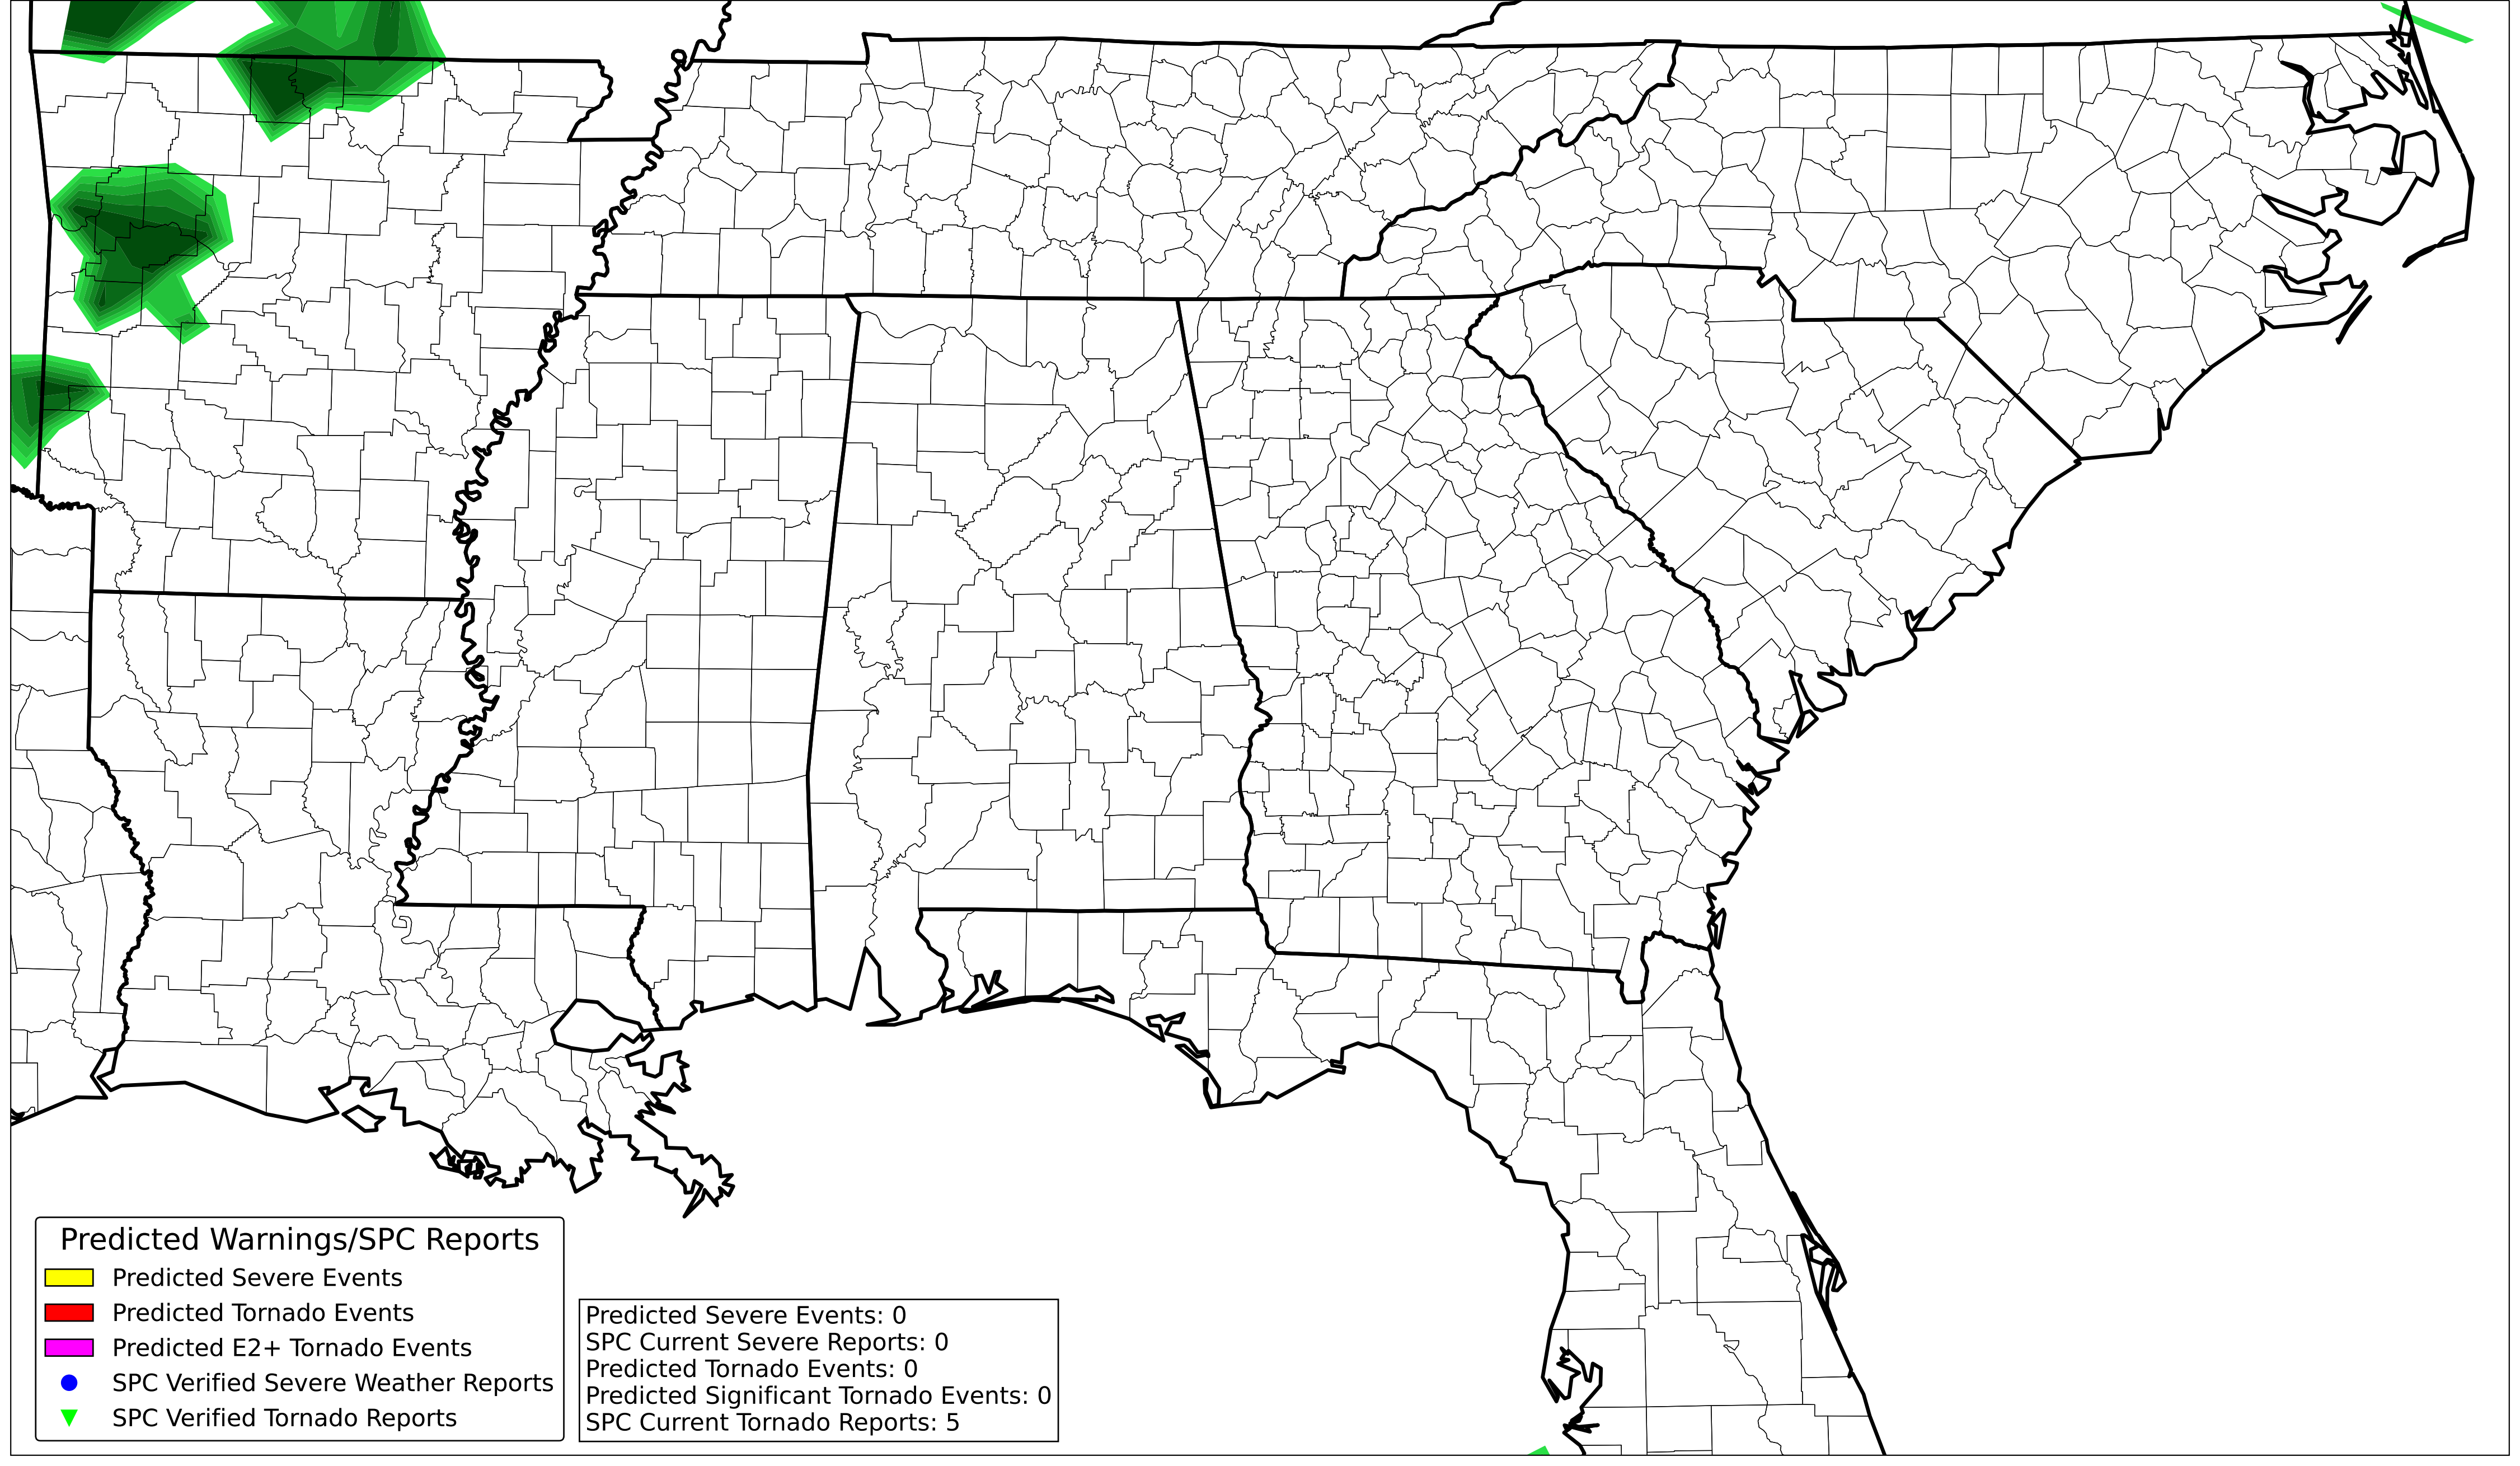 Predicted Warnings/SPC Reports
Predicted Severe Events
Predicted Tornado Events
Predicted E2+ Tornado Events
SPC Verified Severe Weather Reports
SPC Verified Tornado Reports
Predicted Severe Events: 0
SPC Current Severe Reports: 0
Predicted Tornado Events: 0
Predicted Significant Tornado Events: 0
SPC Current Tornado Reports: 5